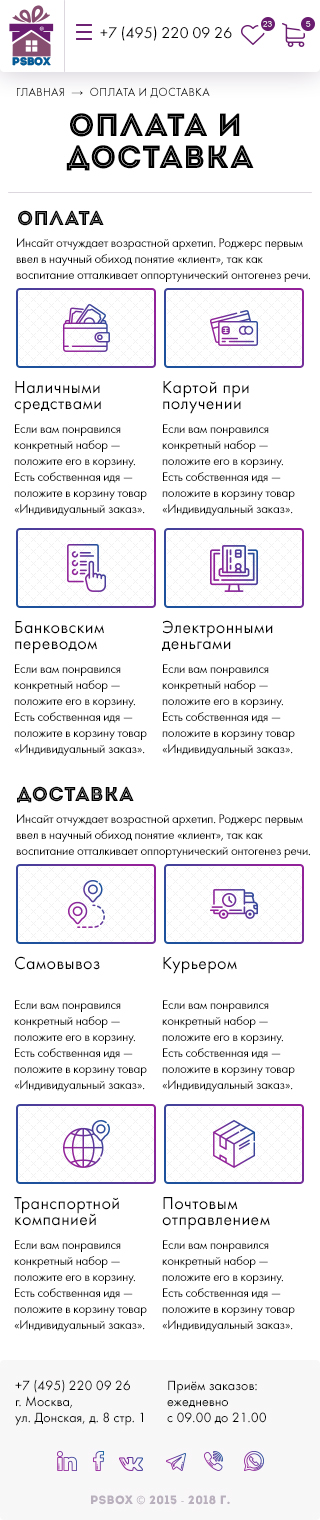 PSBOX
+7 (495) 220 09 26
23
5
ГЛАВНАЯ → ОПЛАТА И ДОСТАВКА
ОПЛАТА И
ДОСТАВКА
ОПЛАТА
Инсайт отчуждает возрастной архетип. Роджерс первым
ввел в научный обиход понятие «клиент», так как
воспитание отталкивает оппортунический онтогенез речи.
Наличными
средствами
Если вам понравился
конкретный набор —
положите его в корзину.
Есть собственная идя —
положите в корзину товар
«Индивидуальный заказ».
Картой при
получении
Если вам понравился
конкретный набор —
положите его в корзину.
Есть собственная идя —
положите в корзину товар
«Индивидуальный заказ».
Банковским
переводом
Если вам понравился
конкретный набор —
положите его в корзину.
Есть собственная идя —
положите в корзину товар
«Индивидуальный заказ».
Электронными
деньгами
Если вам понравился
конкретный набор —
положите его в корзину.
Есть собственная идя —
положите в корзину товар
«Индивидуальный заказ».
ДОСТАВКА
Инсайт отчуждает возрастной архетип. Роджерс первым
ввел в научный обиход понятие «клиент», так как
воспитание отталкивает оппортунический онтогенез речи.
Самовывоз
Если вам понравился
конкретный набор —
положите его в корзину.
Есть собственная идя —
положите в корзину товар
«Индивидуальный заказ».
Курьером
Если вам понравился
конкретный набор —
положите его в корзину.
Есть собственная идя —
положите в корзину товар
«Индивидуальный заказ».
Транспортной
компанией
Если вам понравился
конкретный набор —
положите его в корзину.
Есть собственная идя —
положите в корзину товар
«Индивидуальный заказ».
Почтовым
отправлением
Если вам понравился
конкретный набор —
положите его в корзину.
Есть собственная идя —
положите в корзину товар
«Индивидуальный заказ».
+7 (495) 220 09 26
г. Москва,
ул. Донская, д. 8 стр. 1
Приём заказов:
ежедневно
с 09.00 до 21.00
PSBOX © 2015 - 2018 Г.